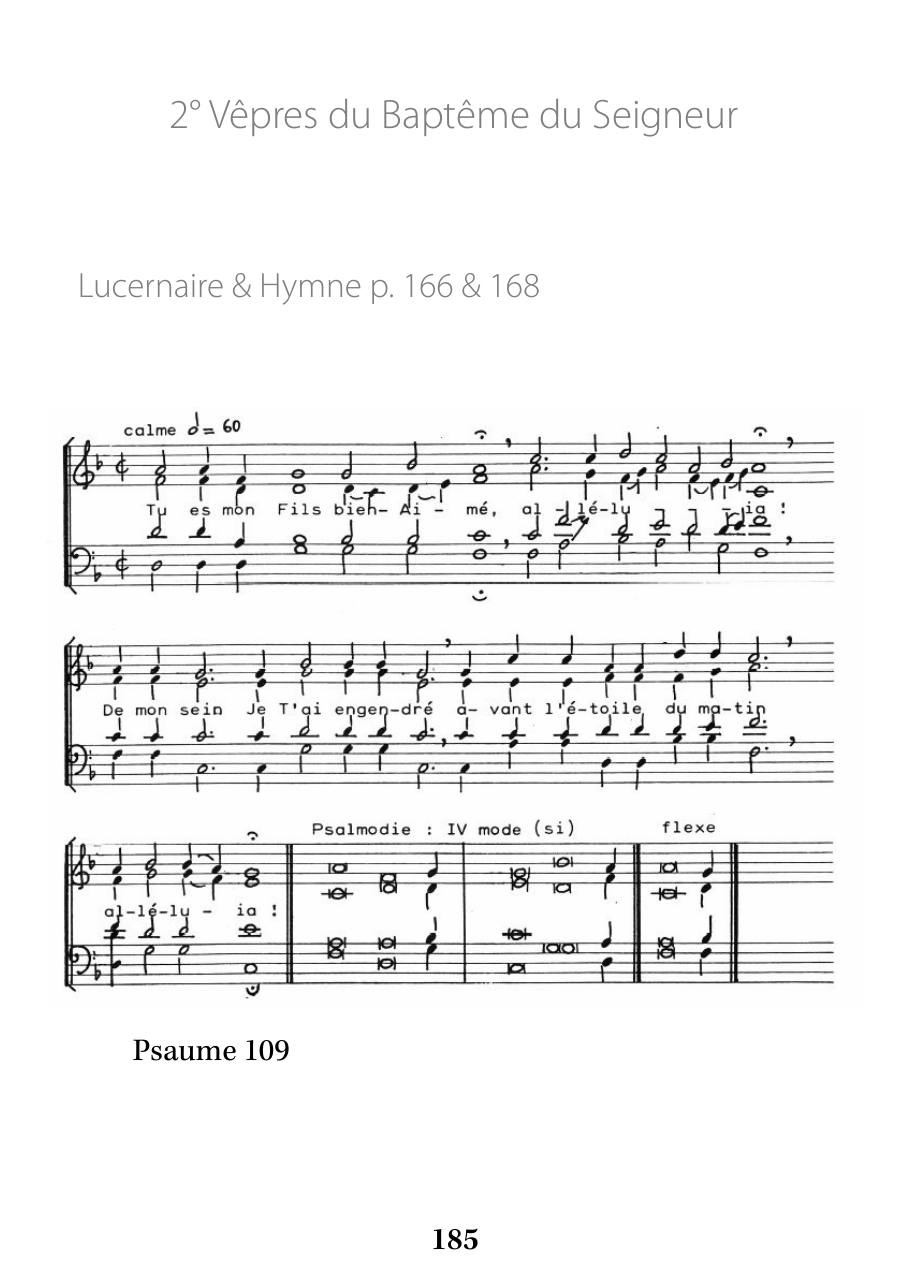 2° Vêpres du Baptême du Seigneur
Lucernaire & Hymne p. 166 & 168
calme = 60
Tu es mon Fils bien- Ai - mé, al - lé-lu - - - ia !
De mon sein Je T'ai engen-dré a- vant l'é-toile du ma-tin
Psalmodie : IV mode (si) flexe
al-lé-lu - ia !
Psaume 109
185